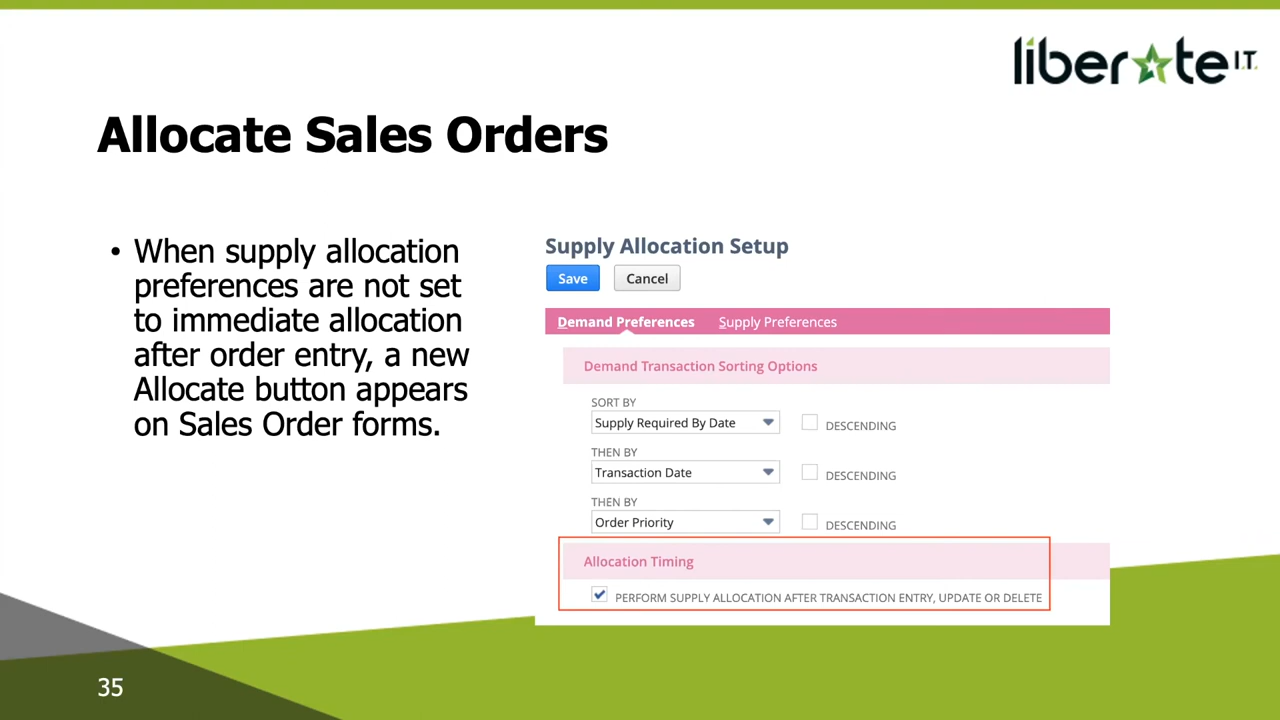 liberate I.T.
Allocate Sales Orders
• When supply allocation
preferences are not set
to immediate allocation
after order entry, a new
Allocate button appears
on Sales Order forms.
Supply Allocation Setup
Save Cancel
Demand Preferences Supply Preferences
Demand Transaction Sorting Options
SORT BY
Supply Required By Date DESCENDING
THEN BY
Transaction Date DESCENDING
THEN BY
Order Priority DESCENDING
Allocation Timing
PERFORM SUPPLY ALLOCATION AFTER TRANSACTION ENTRY, UPDATE OR DELETE
35